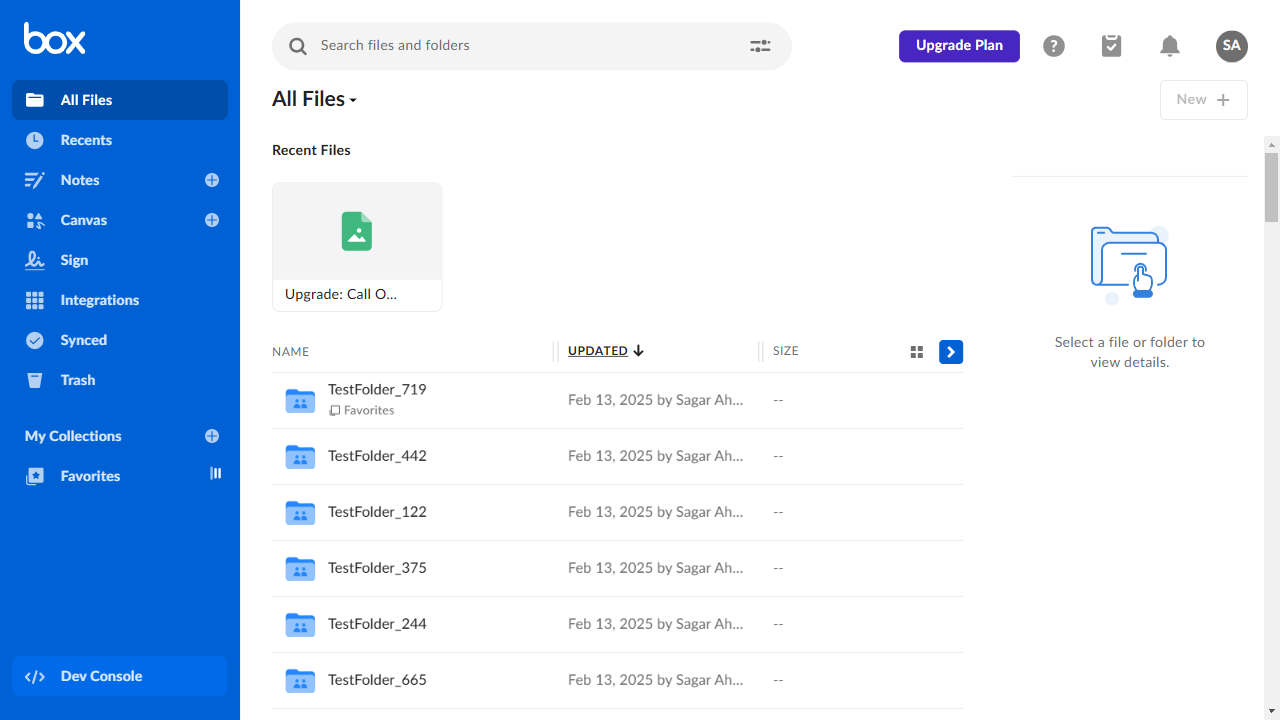 box
All Files
Recents
Notes
Canvas
Sign
Integrations
Synced
Trash
My Collections
Favorites
Dev Console
Search files and folders
Upgrade Plan
?
SA
All Files
New
Recent Files
Upgrade: Call O...
NAME
UPDATED
SIZE
TestFolder_719
Favorites
Feb 13, 2025 by Sagar Ah...
--
TestFolder_442
Feb 13, 2025 by Sagar Ah...
--
TestFolder_122
Feb 13, 2025 by Sagar Ah...
--
TestFolder_375
Feb 13, 2025 by Sagar Ah...
--
TestFolder_244
Feb 13, 2025 by Sagar Ah...
--
TestFolder_665
Feb 13, 2025 by Sagar Ah...
--
Select a file or folder to
view details.